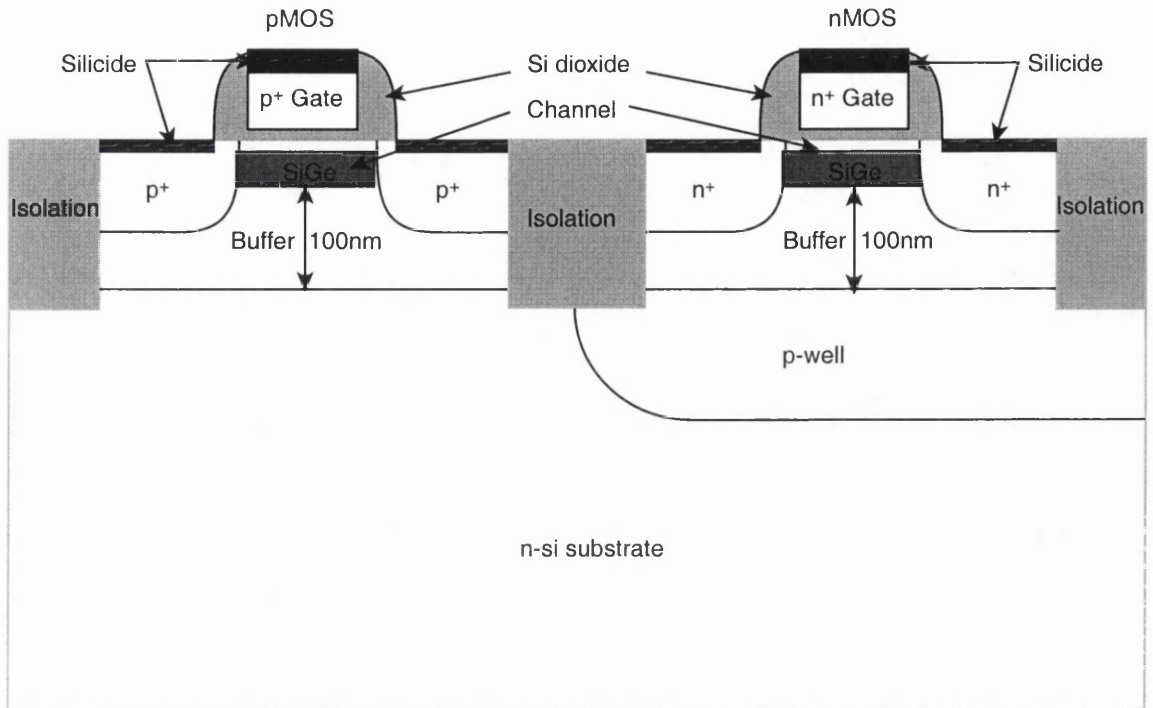 pMOS
nMOS
Silicide
Si dioxide
Silicide
p+ Gate
n+ Gate
Channel
SiGe
SiGe
p+
p+
n+
n+
Isolation
Isolation
Isolation
Buffer 100nm
Buffer 100nm
p-well
n-si substrate